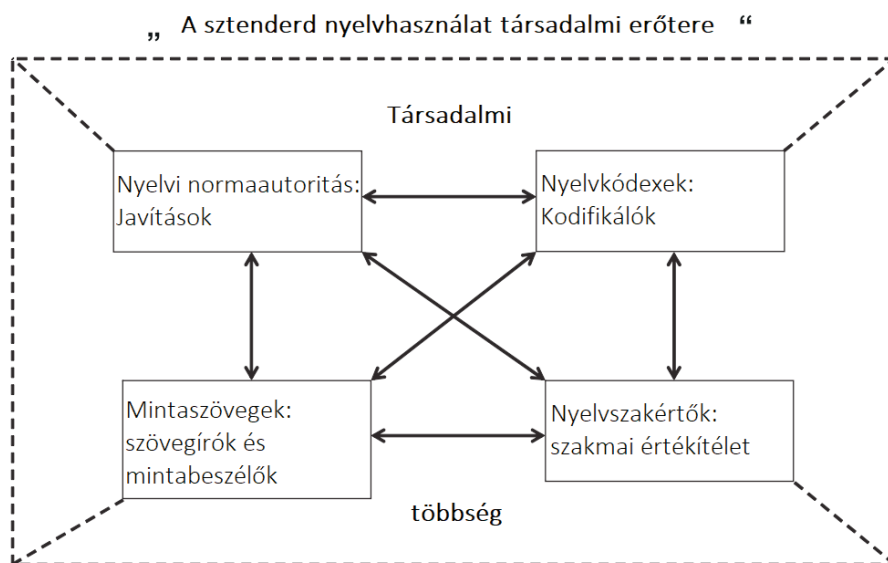 „ A sztenderd nyelvhasználat társadalmi erőtere “
Társadalmi
Nyelvi normaautoritás:
Javítások
Nyelvkódexek:
Kodifikálók
Mintaszövegek:
szövegírók és
mintabeszélők
Nyelvszakértők:
szakmai értékítélet
többség